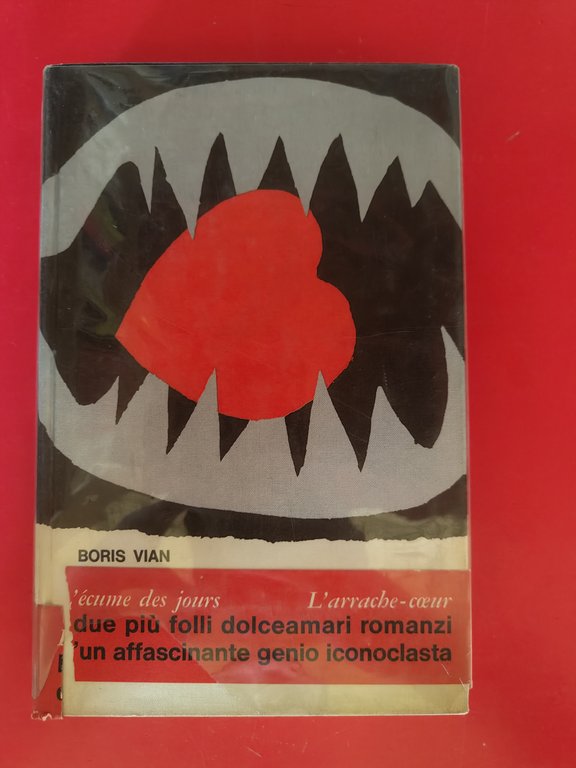 BORIS VIAN
'écume des jours L'arrache-cœur
due più folli dolceamari romanzi
'un affascinante genio iconoclasta